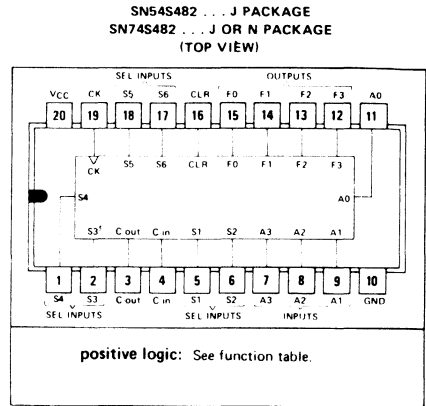 SN54S482 . . . J PACKAGE
SN74S482 . . . J OR N PACKAGE
(TOP VIEW)
SEL INPUTS OUTPUTS
VCC CK S5 S6 CLR F0 F1 F2 F3 A0
20 19 18 17 16 15 14 13 12 11
CK S5 S6 CLR F0 F1 F2 F3
S4 A0
S3 C out C in S1 S2 A3 A2 A1
1 2 3 4 5 6 7 8 9 10
S4 S3 C out C in S1 S2 A3 A2 A1 GND
SEL INPUTS SEL INPUTS INPUTS
positive logic: See function table.